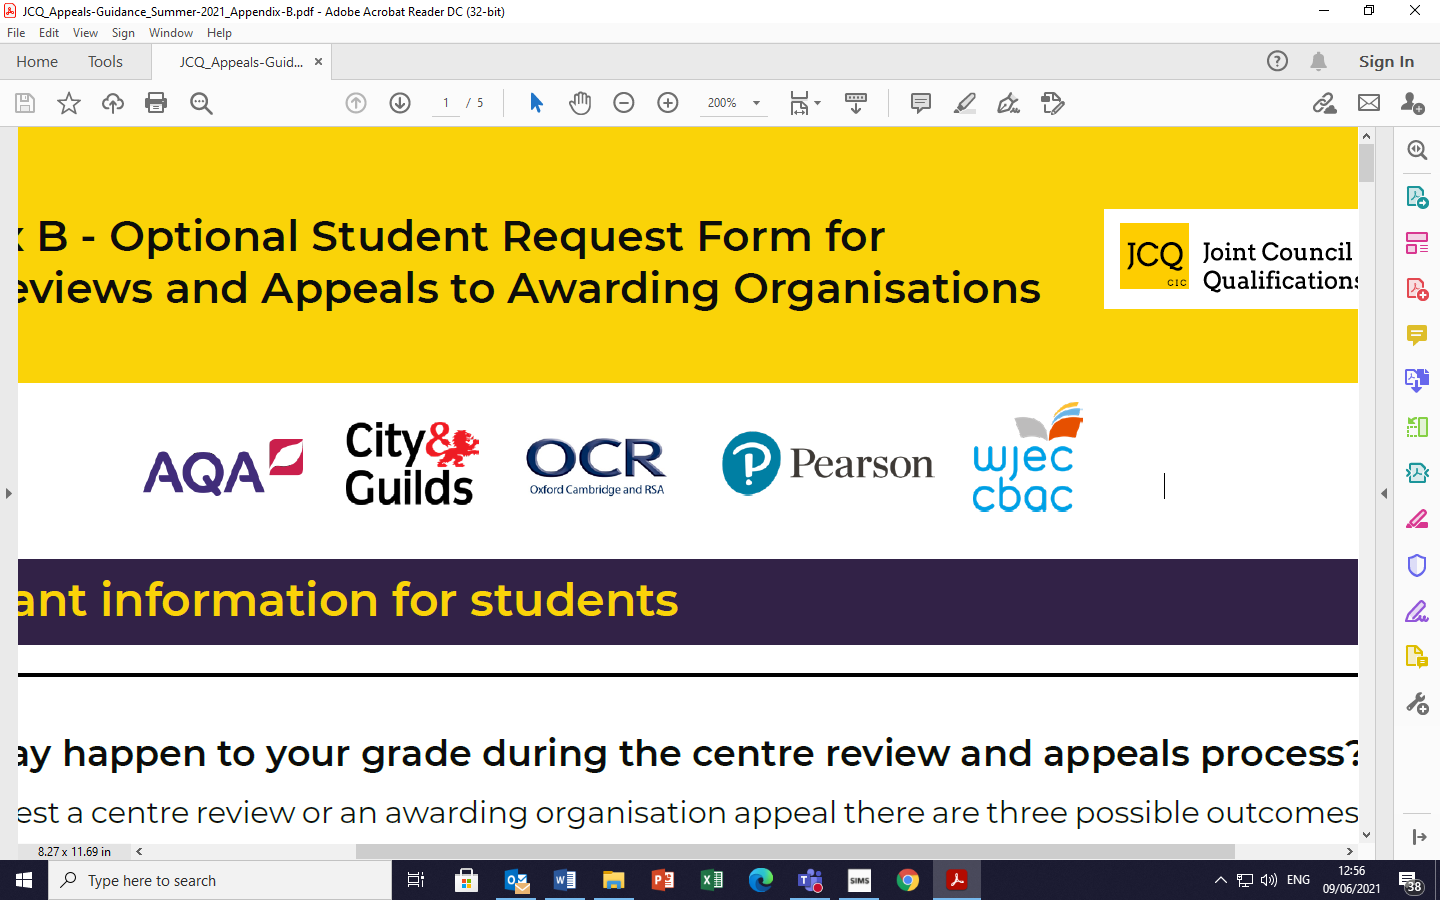 JCQ_Appeals-Guidance_Summer-2021_Appendix-B.pdf - Adobe Acrobat Reader DC (32-bit)
File Edit View Sign Window Help
Home Tools JCQ_Appeals-Guid... × Sign In
1 / 5 200%
x B - Optional Student Request Form for
eviews and Appeals to Awarding Organisations
JCQ
CIC
Joint Council
Qualifications
AQA
City&
Guilds
OCR
Oxford Cambridge and RSA
Pearson
wjec
cbac
ant information for students
ay happen to your grade during the centre review and appeals process?
est a centre review or an awarding organisation appeal there are three possible outcomes
8.27 x 11.69 in
Type here to search
SIMS
ENG
12:56
09/06/2021
38